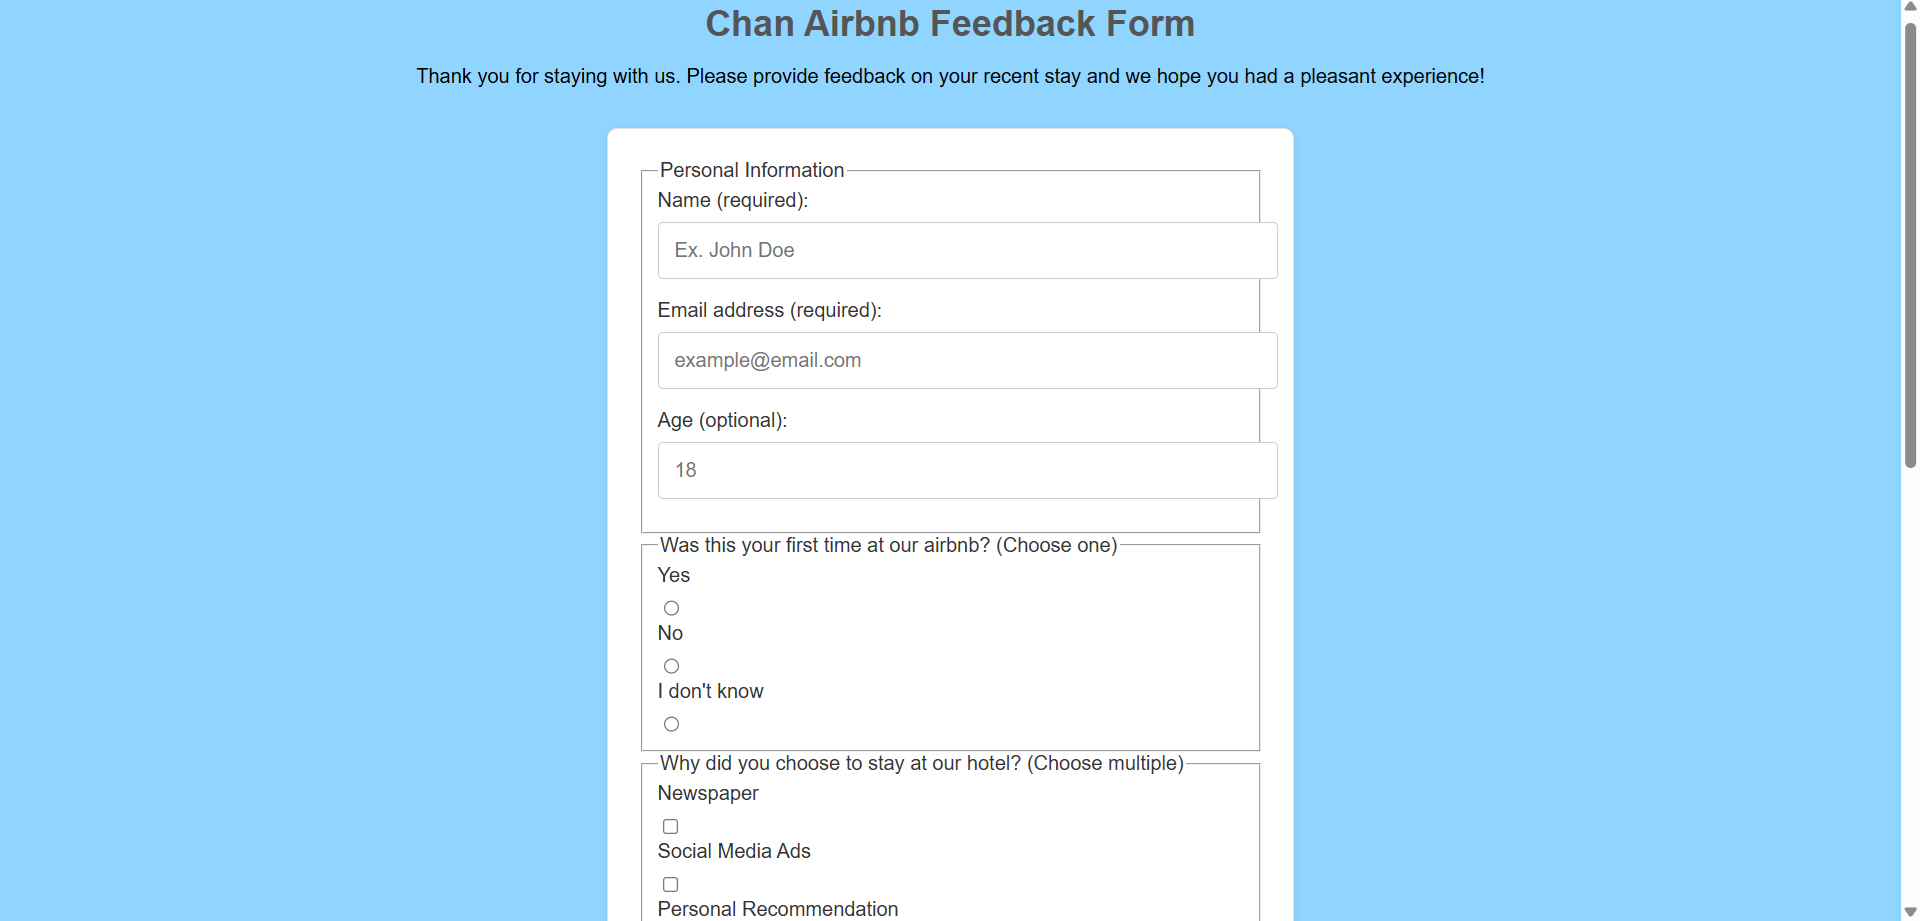 Chan Airbnb Feedback Form
Thank you for staying with us. Please provide feedback on your recent stay and we hope you had a pleasant experience!
Personal Information
Name (required):
Ex. John Doe
Email address (required):
example@email.com
Age (optional):
18
Was this your first time at our airbnb? (Choose one)
Yes
No
I don't know
Why did you choose to stay at our hotel? (Choose multiple)
Newspaper
Social Media Ads
Personal Recommendation